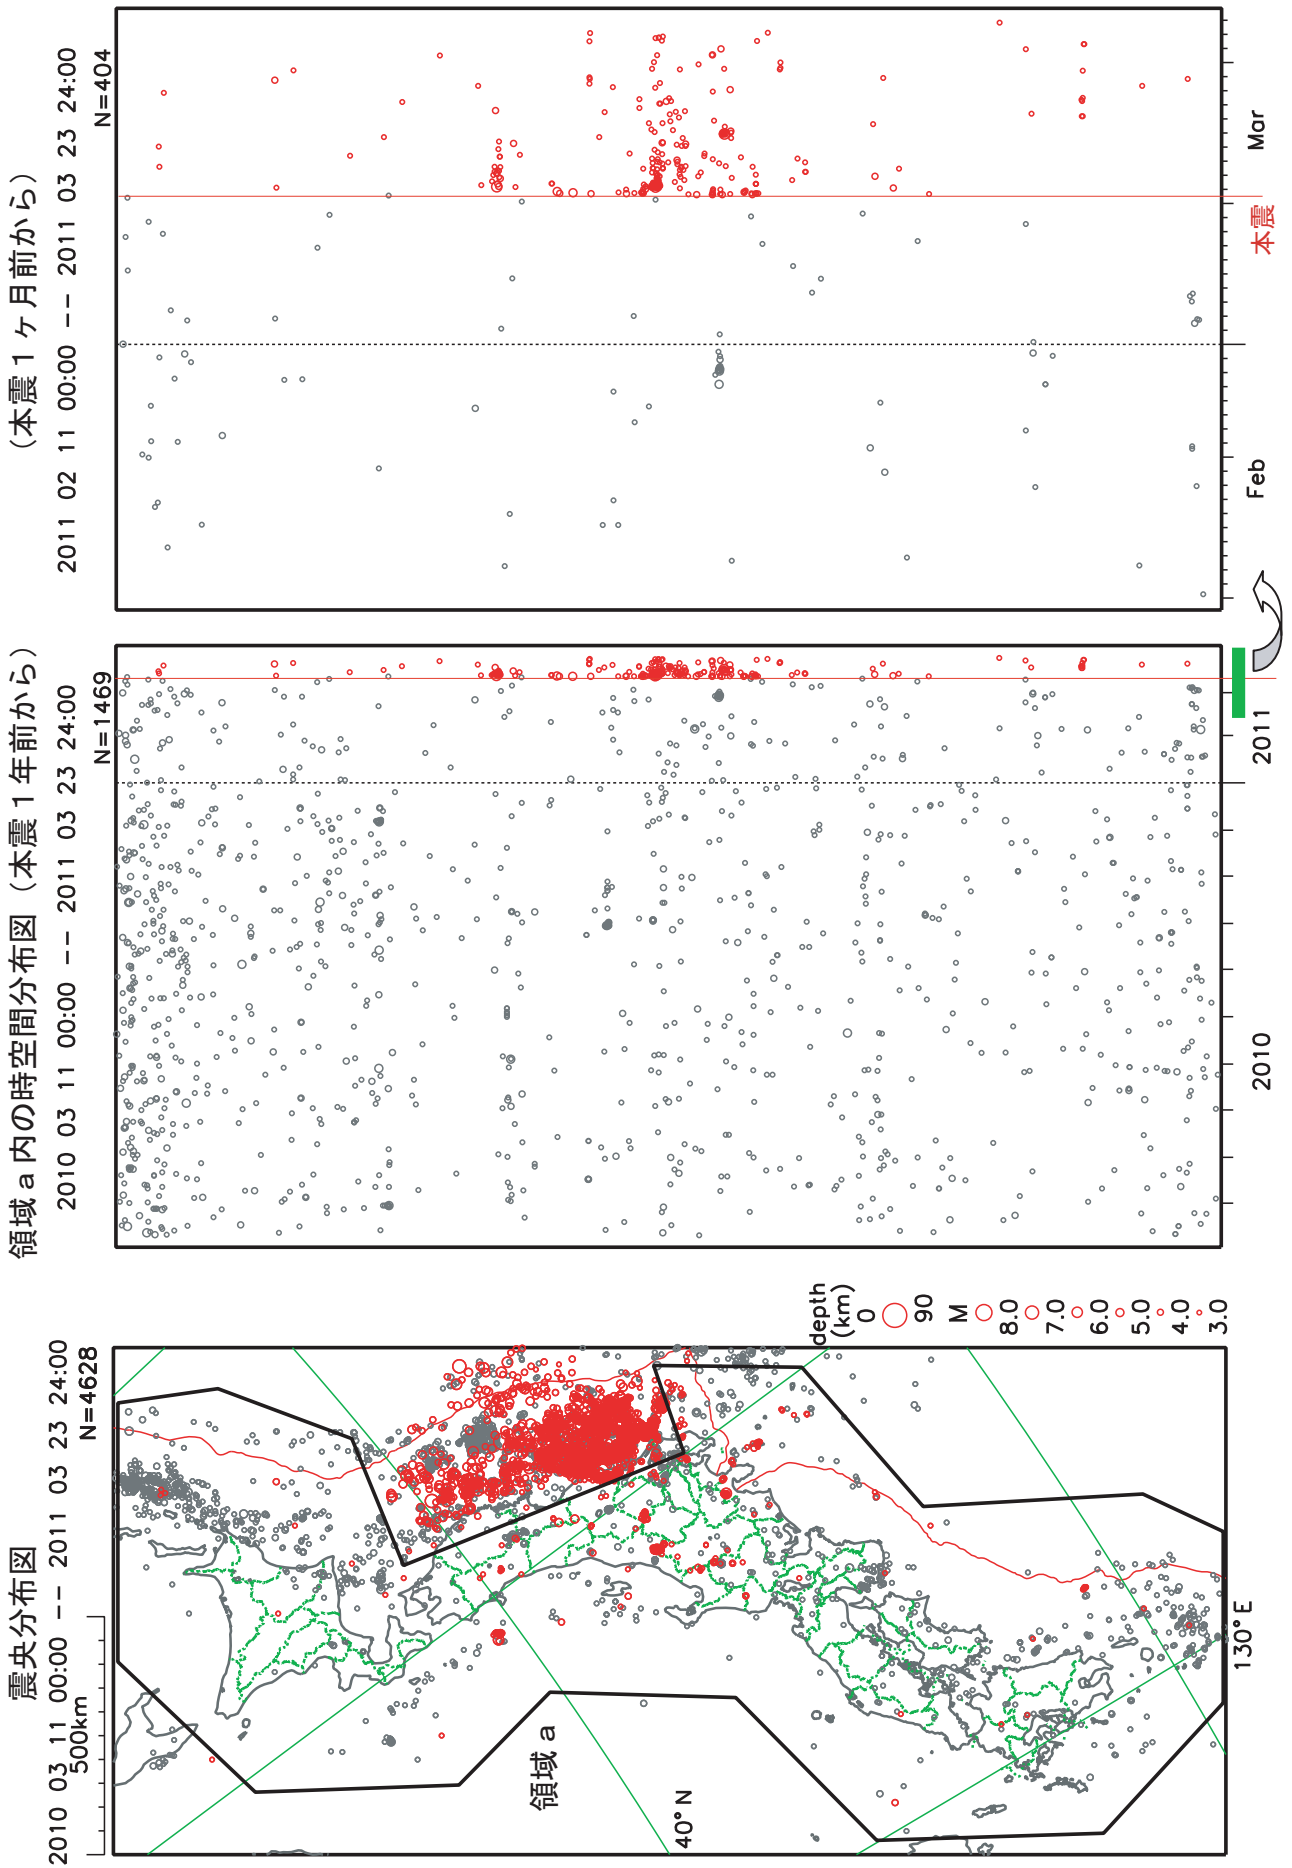 震央分布図
2010 03 11 00:00 -- 2011 03 23 24:00
500km
N=4628
領域 a
40°N
130°E
depth
(km)
0
90
M
8.0
7.0
6.0
5.0
4.0
3.0
領域 a 内の時空間分布図（本震 1 年前から）
2010 03 11 00:00 -- 2011 03 23 24:00
N=1469
2010
2011
（本震 1 ヶ月前から）
2011 02 11 00:00 -- 2011 03 23 24:00
N=404
Feb
Mar
本震